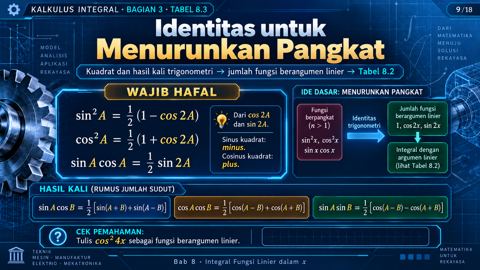 KALKULUS INTEGRAL • BAGIAN 3 • TABEL 8.3
9/18
Identitas untuk
Menurunkan Pangkat
Kuadrat dan hasil kali trigonometri → jumlah fungsi berargumen linier → Tabel 8.2
MODEL
ANALISIS
APLIKASI
REKAYASA
DARI
MATEMATIKA
MENUJU
SOLUSI
REKAYASA
WAJIB HAFAL
sin² A = 1/2 (1 − cos 2A)
cos² A = 1/2 (1 + cos 2A)
sin A cos A = 1/2 sin 2A
Dari cos 2A
dan sin 2A.
Sinus kuadrat:
minus.
Cosinus kuadrat:
plus.
IDE DASAR: MENURUNKAN PANGKAT
Fungsi
berpangkat
(n > 1)
sin² x, cos² x
sin x cos x
Identitas
trigonometri
Jumlah fungsi
berargumen linier
1, cos 2x, sin 2x
Integral dengan
argumen linier
(lihat Tabel 8.2)
HASIL KALI (RUMUS JUMLAH SUDUT)
sin A cos B = 1/2 [sin(A + B) + sin(A − B)]
cos A cos B = 1/2 [cos(A − B) + cos(A + B)]
sin A sin B = 1/2 [cos(A − B) − cos(A + B)]
?
CEK PEMAHAMAN:
Tulis cos² 4x sebagai fungsi berargumen linier.
TEKNIK
MESIN • MANUFAKTUR
ELEKTRO • MEKATRONIKA
Bab 8 • Integral Fungsi Linier dalam x
MATEMATIKA
UNTUK
REKAYASA